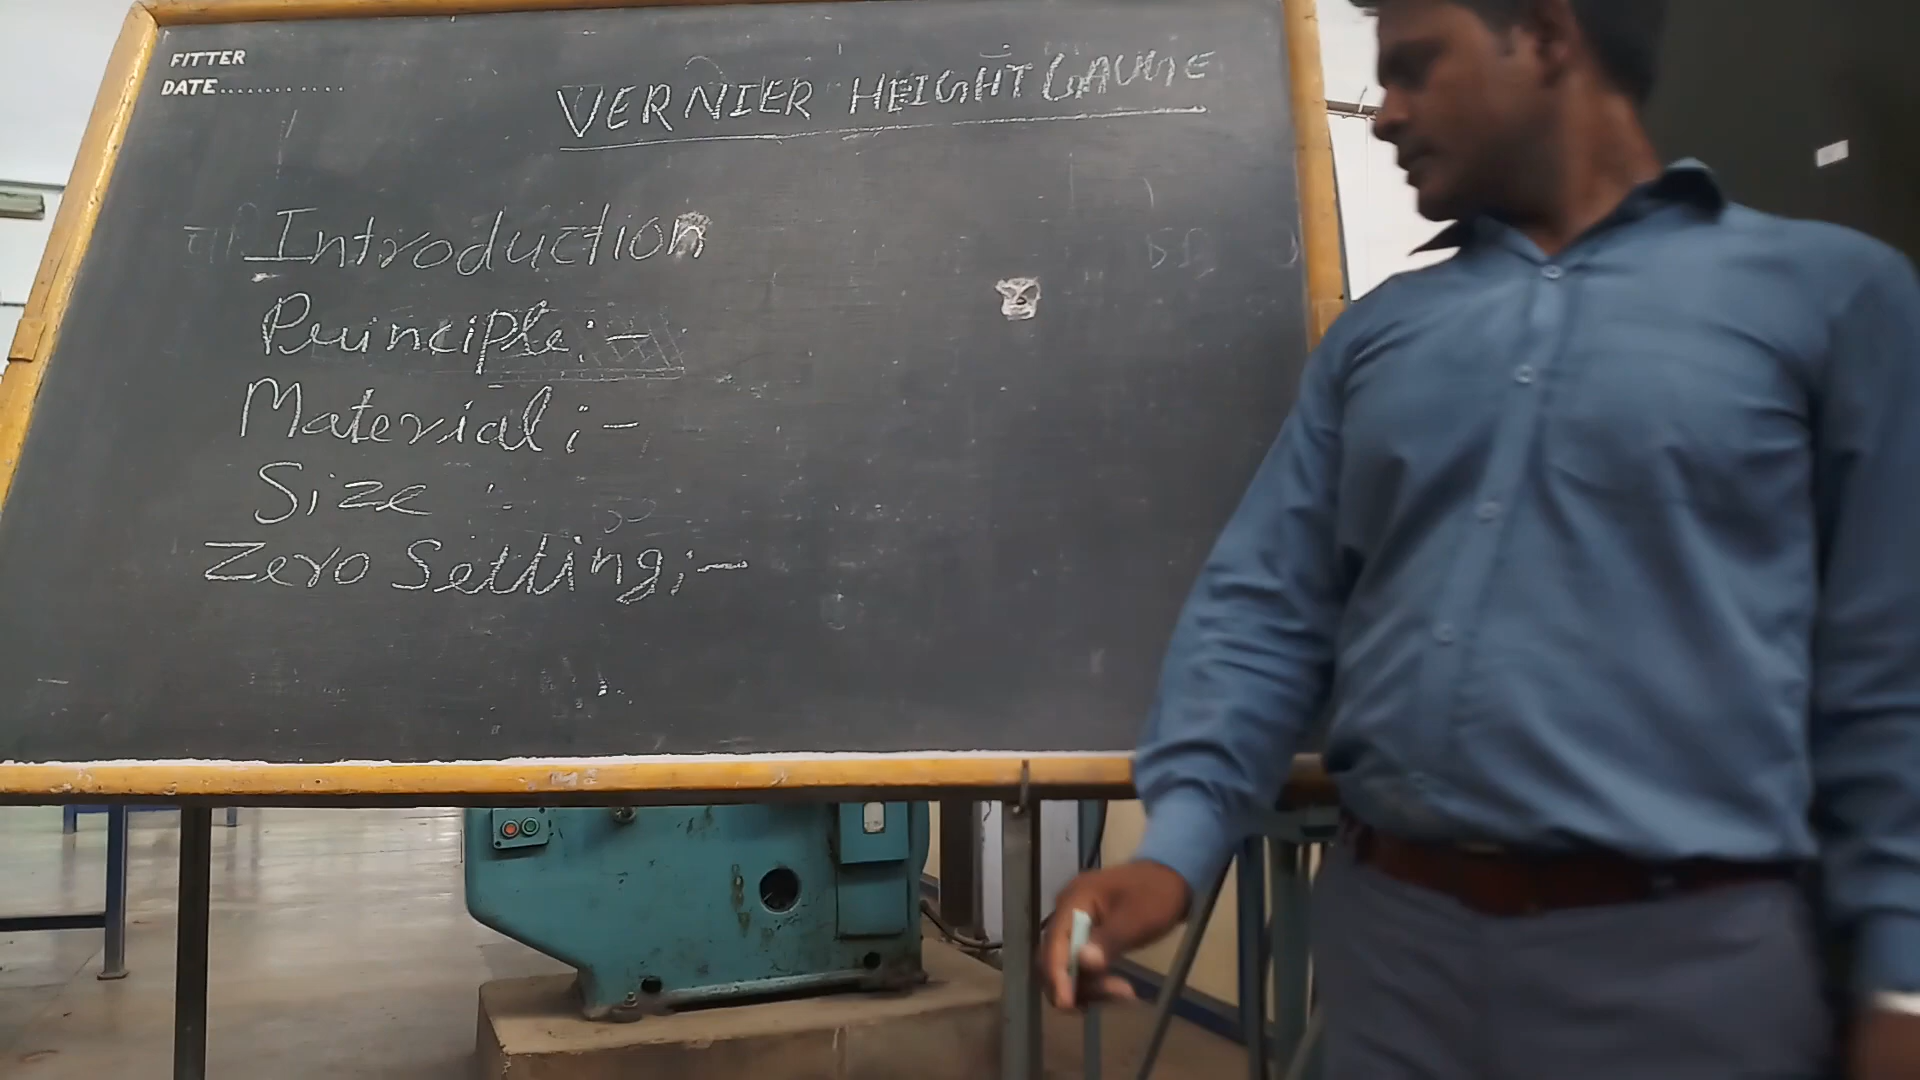 FITTER
DATE............
VERNIER HEIGHT GAUGE
Introduction
Principle:-
Material;-
Size
Zero Setting;-